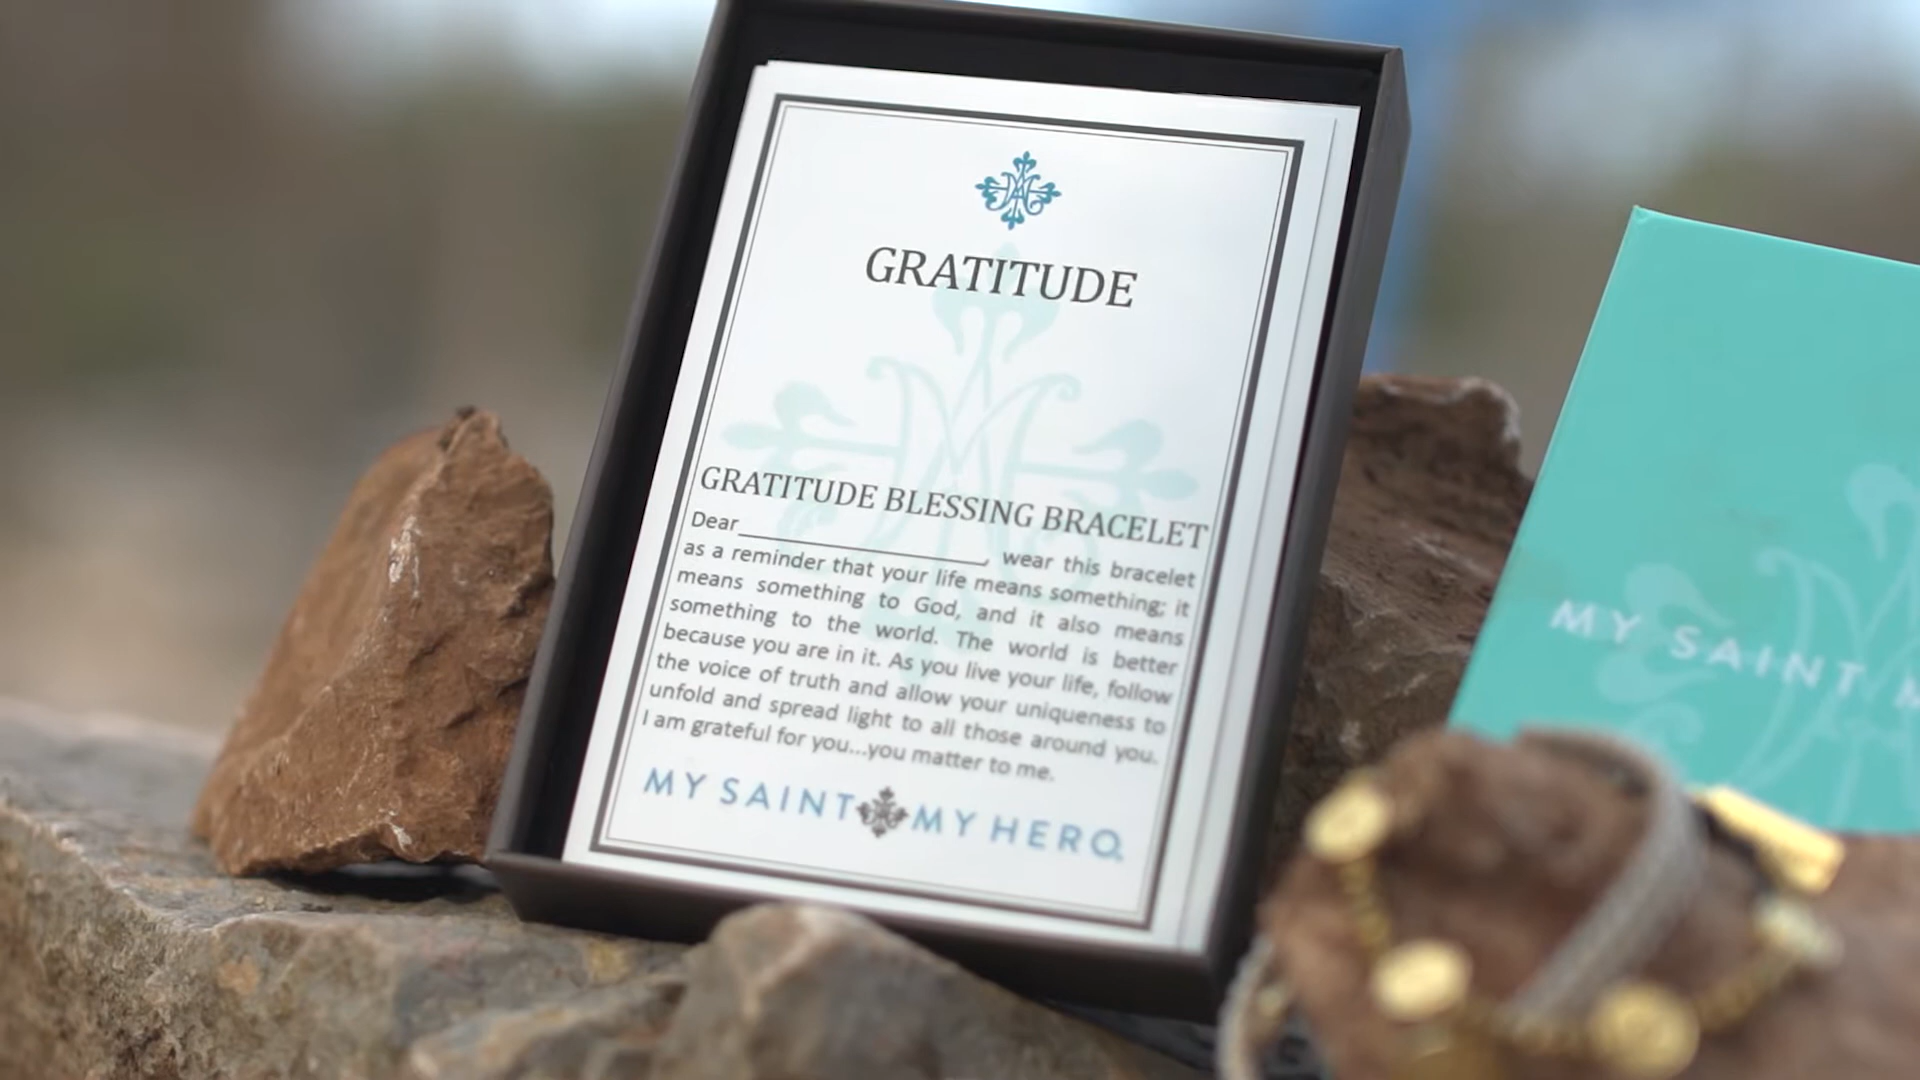 GRATITUDE
GRATITUDE BLESSING BRACELET
Dear____________________, wear this bracelet
as a reminder that your life means something; it
means something to God, and it also means
something to the world. The world is better
because you are in it. As you live your life, follow
the voice of truth and allow your uniqueness to
unfold and spread light to all those around you.
I am grateful for you...you matter to me.
MY SAINT MY HERO
MY SAINT M